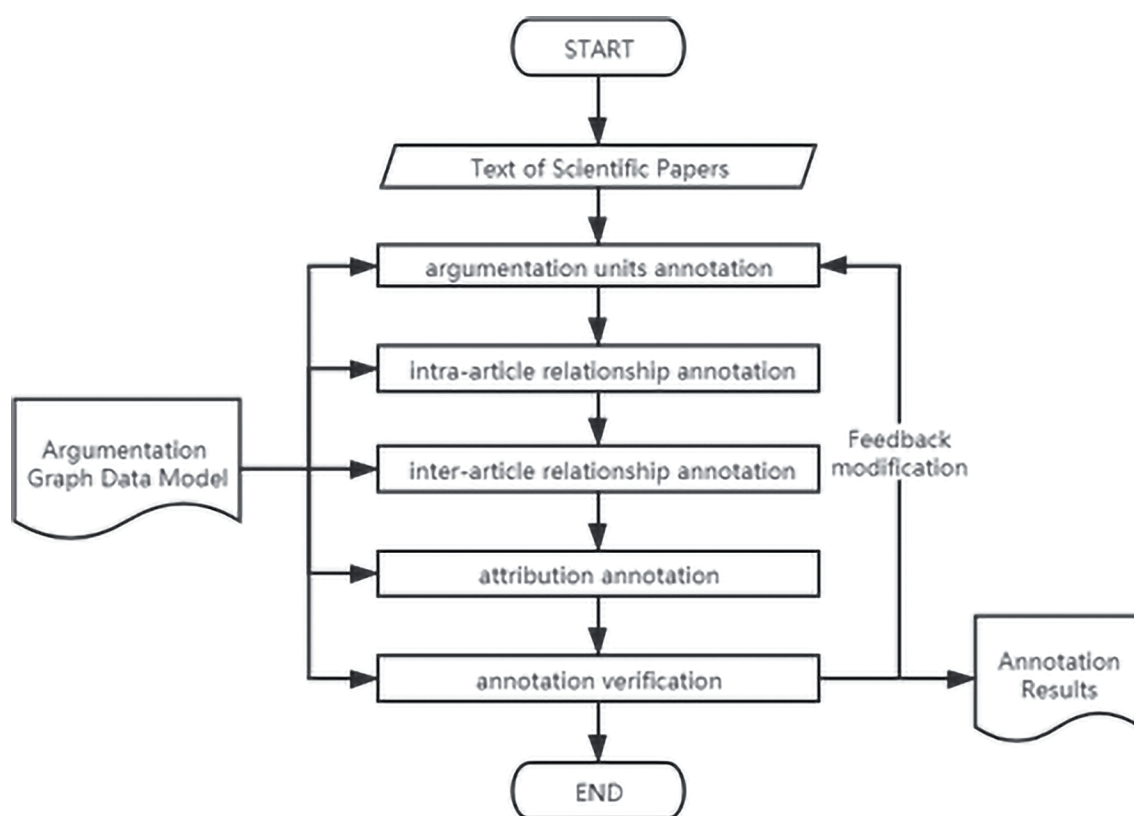 START
Text of Scientific Papers
argumentation units annotation
intra-article relationship annotation
Argumentation
Graph Data Model
inter-article relationship annotation
Feedback
modification
attribution annotation
annotation verification
Annotation
Results
END